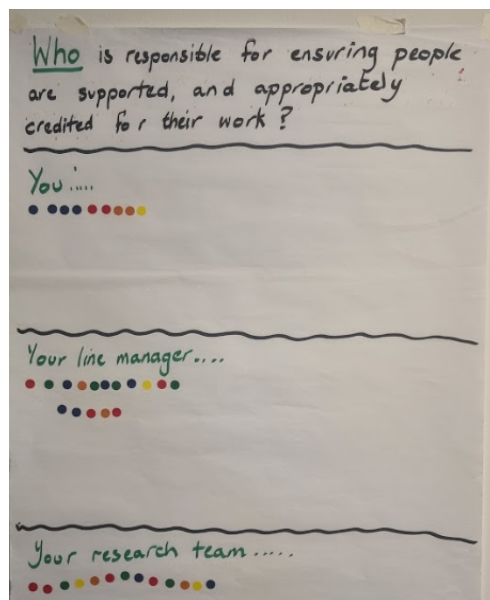 Who is responsible for ensuring people
are supported, and appropriately
credited for their work?
You.....
Your line manager....
Your research team.....